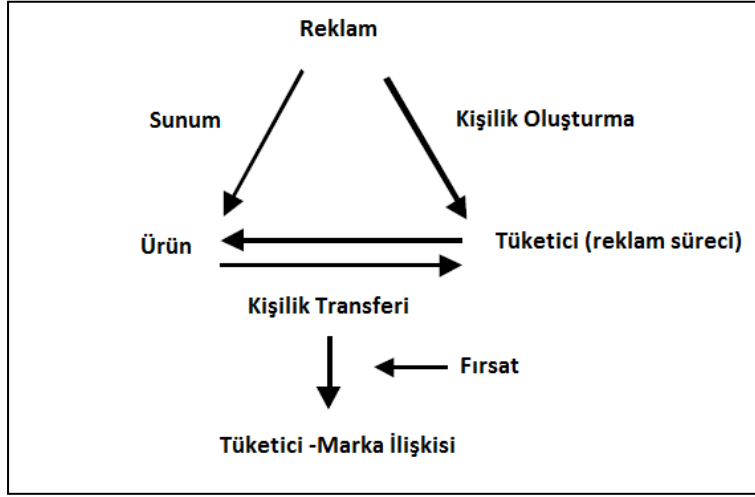 Reklam
Sunum
Kişilik Oluşturma
Ürün
Tüketici (reklam süreci)
Kişilik Transferi
Fırsat
Tüketici -Marka İlişkisi